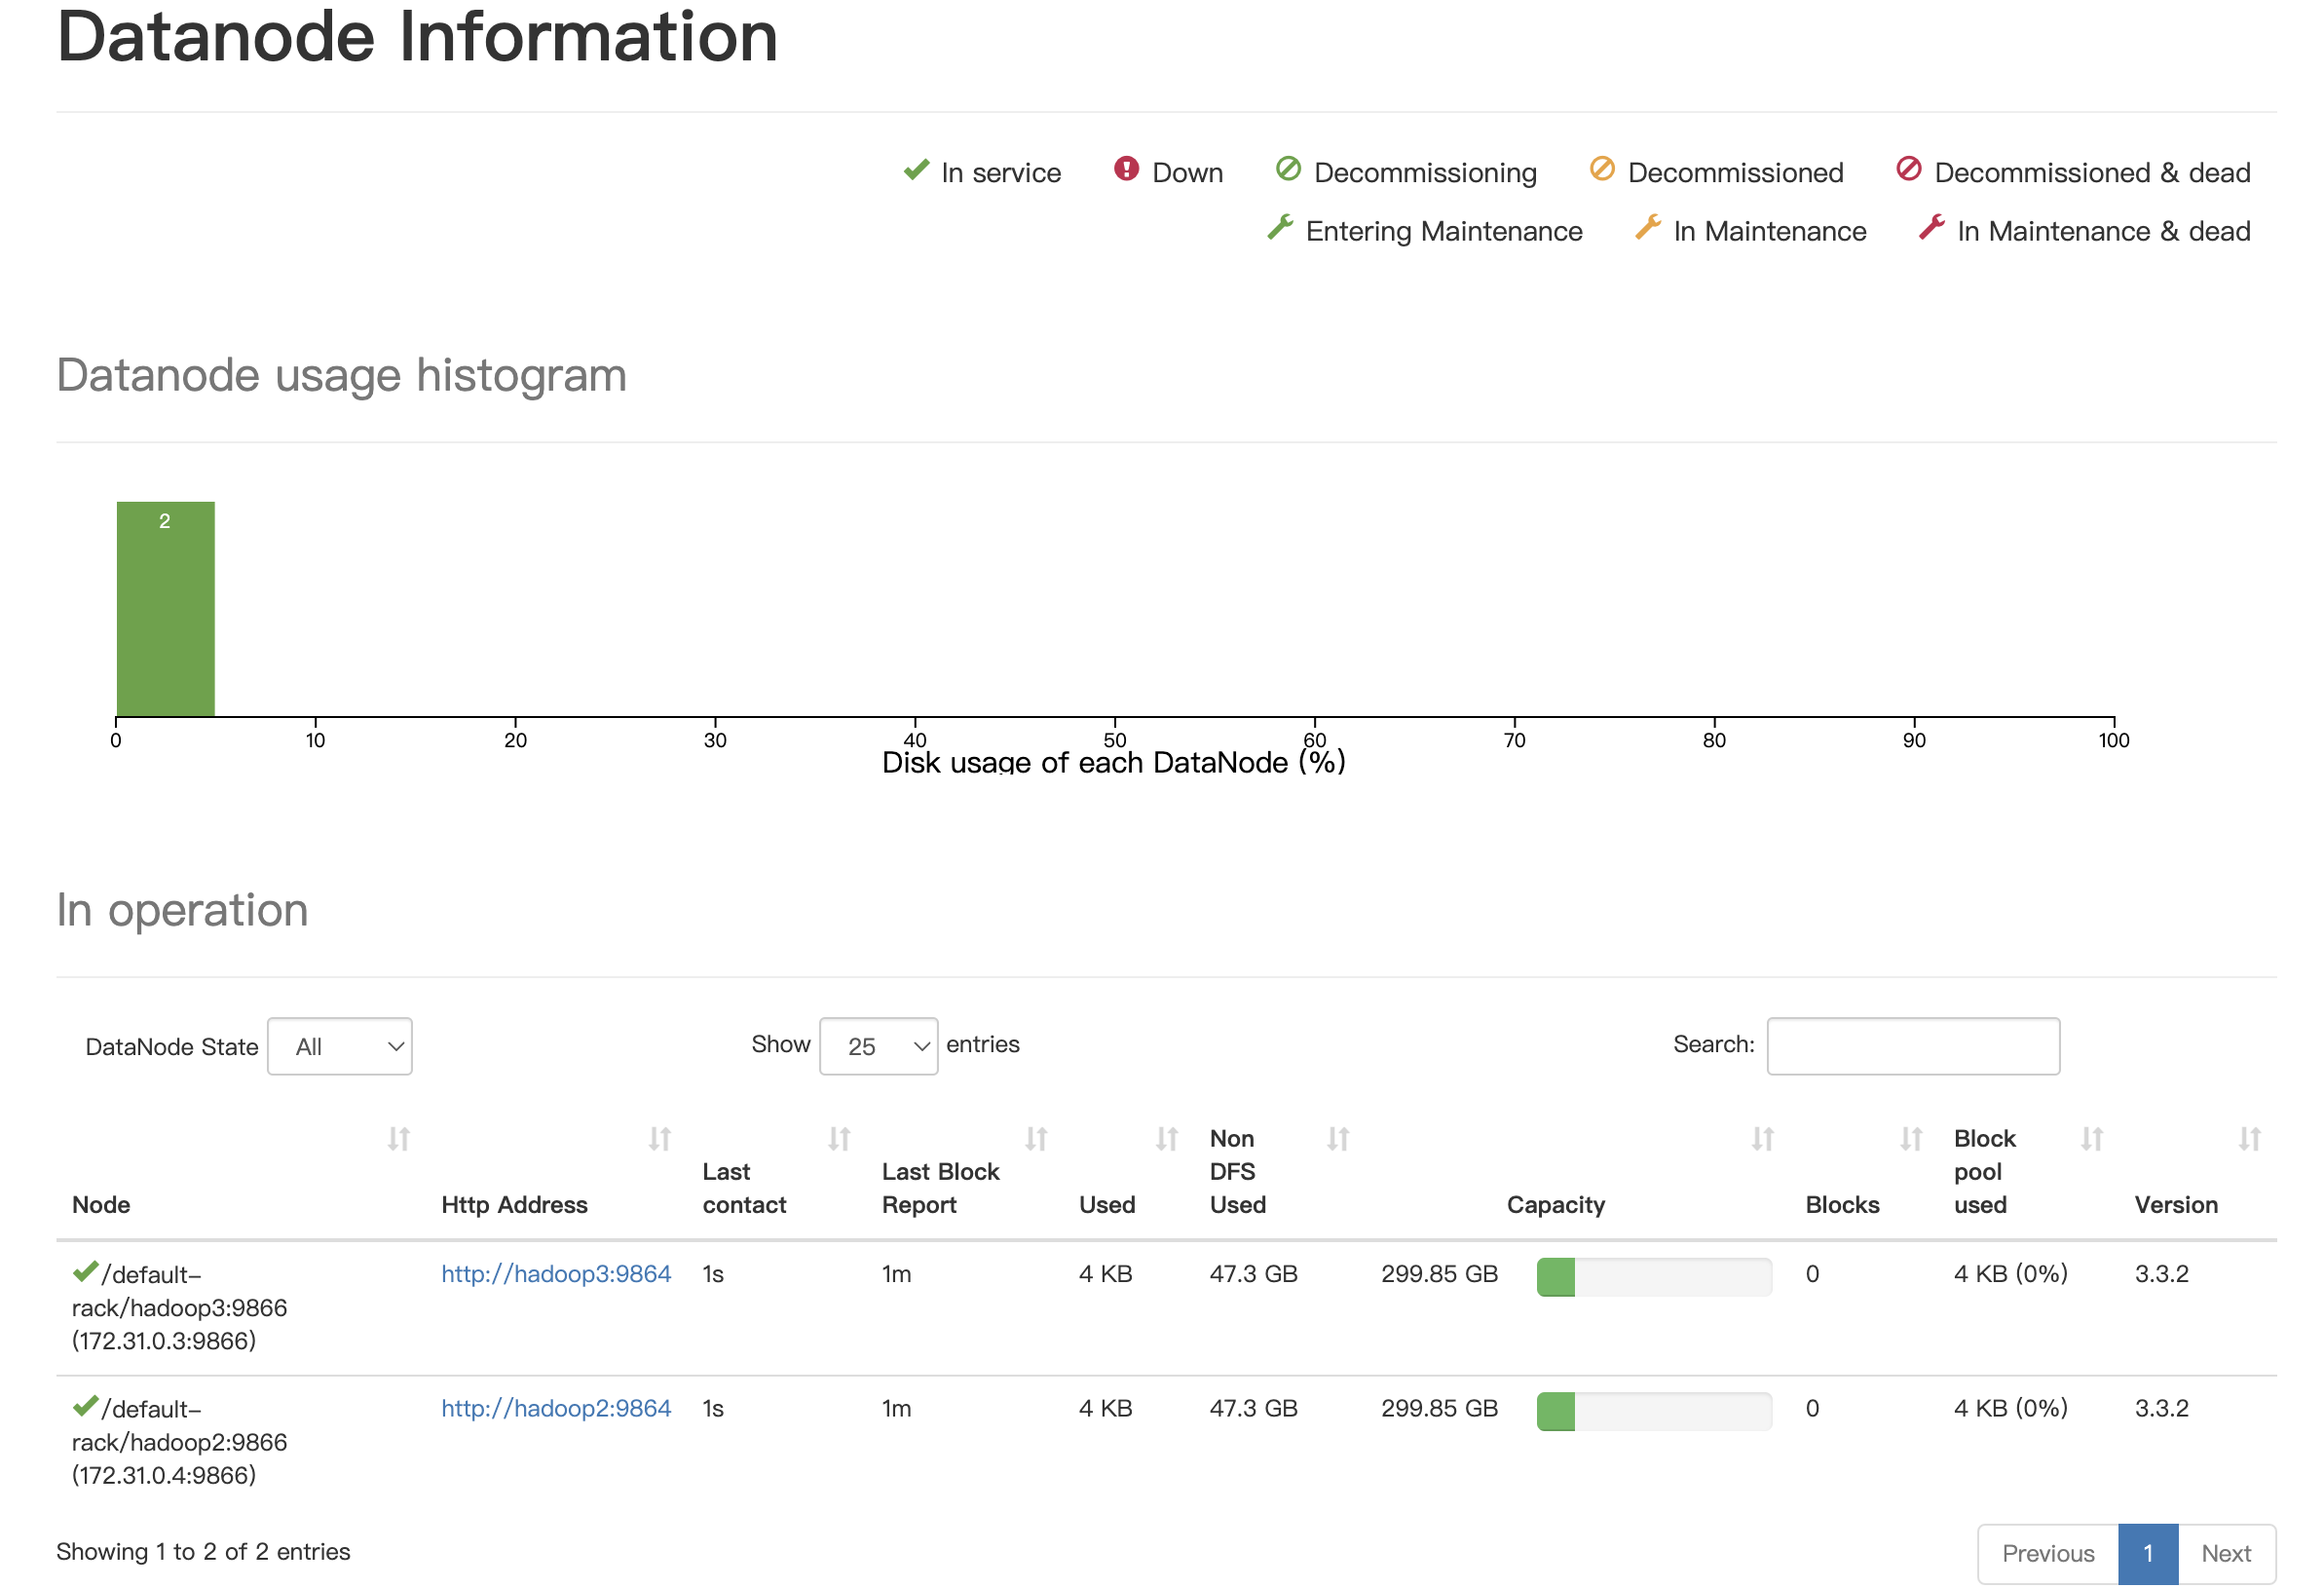 Datanode Information
In service Down Decommissioning Decommissioned Decommissioned & dead
Entering Maintenance In Maintenance In Maintenance & dead
Datanode usage histogram
2
0 10 20 30 40 50 60 70 80 90 100
Disk usage of each DataNode (%)
In operation
DataNode State All Show 25 entries Search:
Node Http Address Last contact Last Block Report Used Non DFS Used Capacity Blocks Block pool used Version
/default-
rack/hadoop3:9866
(172.31.0.3:9866) http://hadoop3:9864 1s 1m 4 KB 47.3 GB 299.85 GB 0 4 KB (0%) 3.3.2
/default-
rack/hadoop2:9866
(172.31.0.4:9866) http://hadoop2:9864 1s 1m 4 KB 47.3 GB 299.85 GB 0 4 KB (0%) 3.3.2
Showing 1 to 2 of 2 entries Previous 1 Next